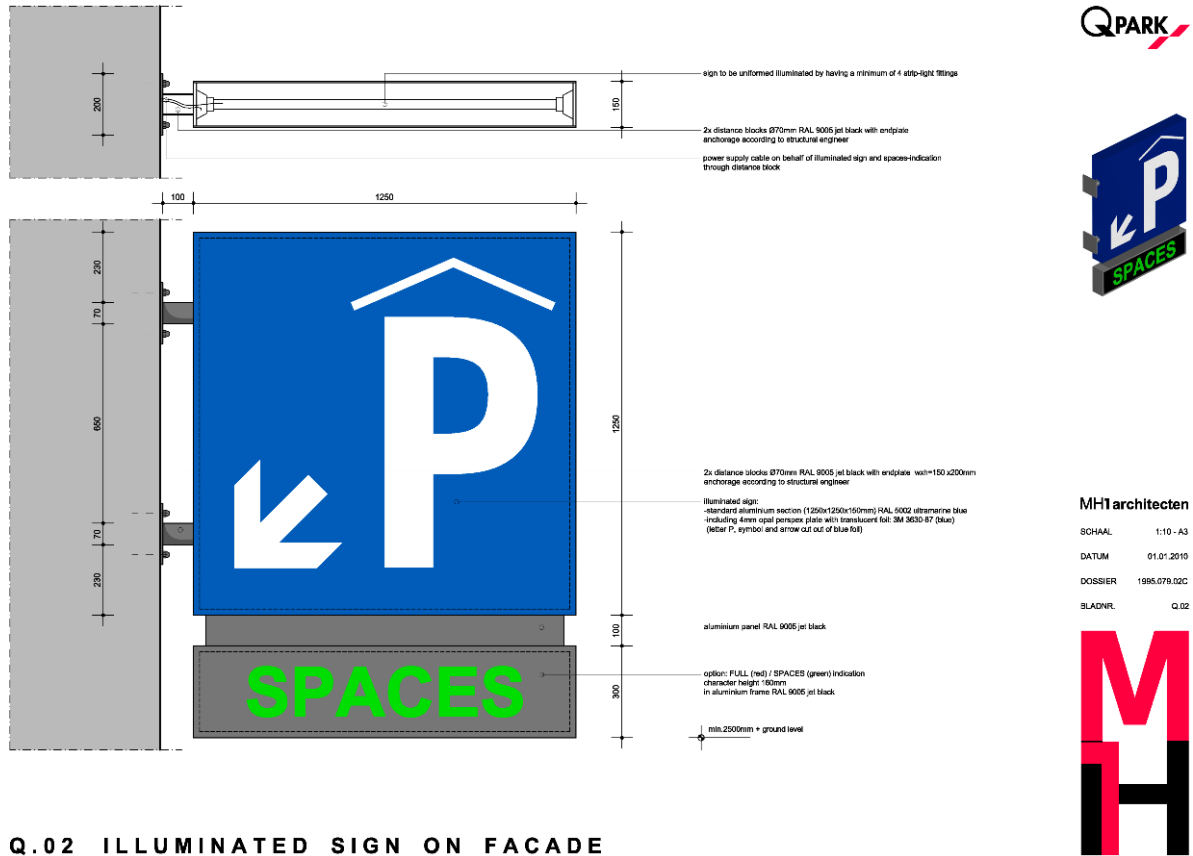 QPARK
sign to be uniformed illuminated by having a minimum of 4 strip-light fittings
200
160
2x distance blocks Ø70mm RAL 9005 jet black with endplate
anchorage according to structural engineer
power supply cable on behalf of illuminated sign and spaces-indication
through distance block
100
1250
P
SPACES
230
70
650
70
230
P
1250
2x distance blocks Ø70mm RAL 9005 jet black with endplate wxh=150 x200mm
anchorage according to structural engineer
illuminated sign:
-standard aluminium section (1250x1250x150mm) RAL 5002 ultramarine blue
-including 4mm opal perspex plate with translucent foil: 3M 3630-87 (blue)
(letter P, symbol and arrow cut out of blue foil)
MH1architecten
SCHAAL 1:10 - A3
DATUM 01.01.2010
DOSSIER 1995.079.02C
BLADNR. Q.02
100
aluminium panel RAL 9005 jet black
SPACES
300
option: FULL (red) / SPACES (green) indication
character height 160mm
in aluminium frame RAL 9005 jet black
min.2500mm + ground level
MH
Q.02 ILLUMINATED SIGN ON FACADE